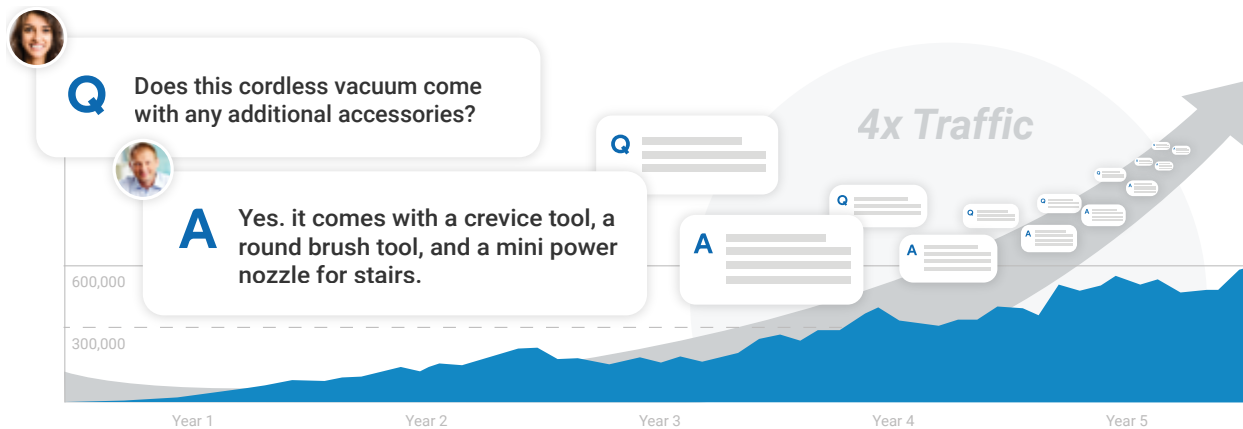 Q
Does this cordless vacuum come
with any additional accessories?
A
Yes. it comes with a crevice tool, a
round brush tool, and a mini power
nozzle for stairs.
4x Traffic
Q
A
Q
A
Q
A
Q
A
Q
A
600,000
300,000
Year 1
Year 2
Year 3
Year 4
Year 5